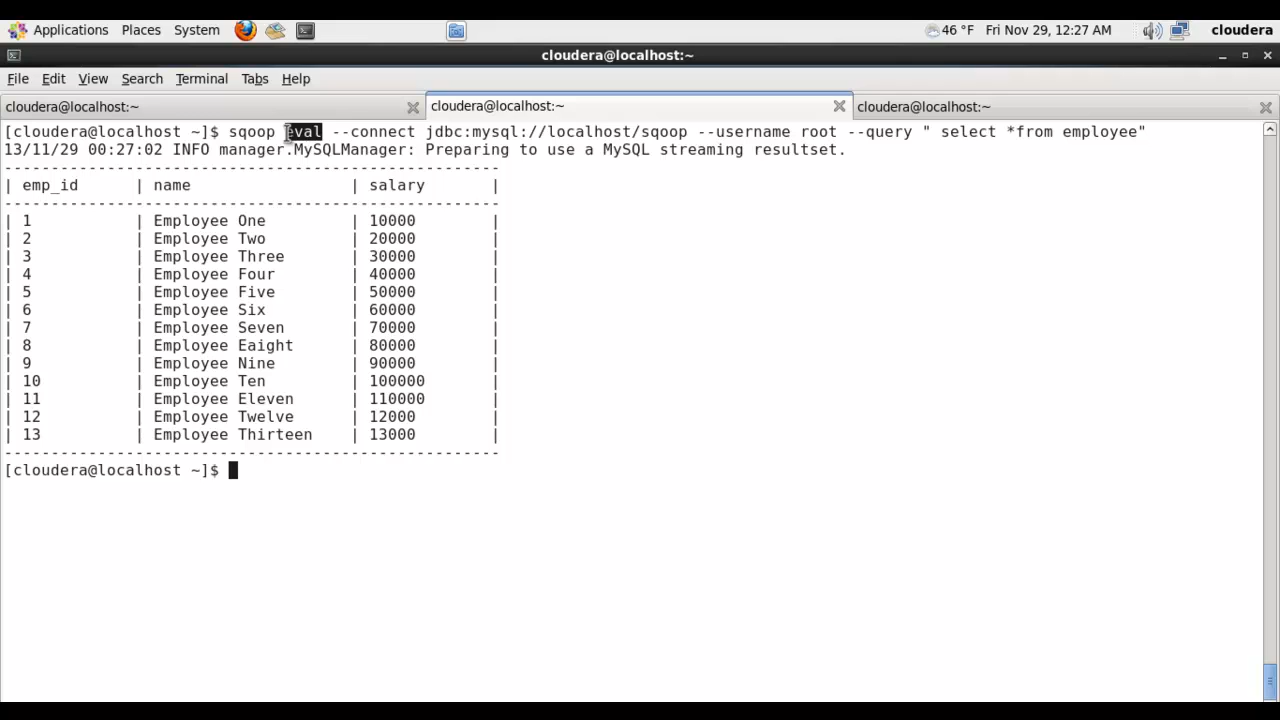 Applications Places System 46 °F Fri Nov 29, 12:27 AM cloudera
cloudera@localhost:~
File Edit View Search Terminal Tabs Help
cloudera@localhost:~ cloudera@localhost:~ cloudera@localhost:~
[cloudera@localhost ~]$ sqoop eval --connect jdbc:mysql://localhost/sqoop --username root --query " select *from employee"
13/11/29 00:27:02 INFO manager.MySQLManager: Preparing to use a MySQL streaming resultset.
-----------------------------------------------------
| emp_id | name | salary |
-----------------------------------------------------
| 1 | Employee One | 10000 |
| 2 | Employee Two | 20000 |
| 3 | Employee Three | 30000 |
| 4 | Employee Four | 40000 |
| 5 | Employee Five | 50000 |
| 6 | Employee Six | 60000 |
| 7 | Employee Seven | 70000 |
| 8 | Employee Eaight | 80000 |
| 9 | Employee Nine | 90000 |
| 10 | Employee Ten | 100000 |
| 11 | Employee Eleven | 110000 |
| 12 | Employee Twelve | 12000 |
| 13 | Employee Thirteen | 13000 |
-----------------------------------------------------
[cloudera@localhost ~]$